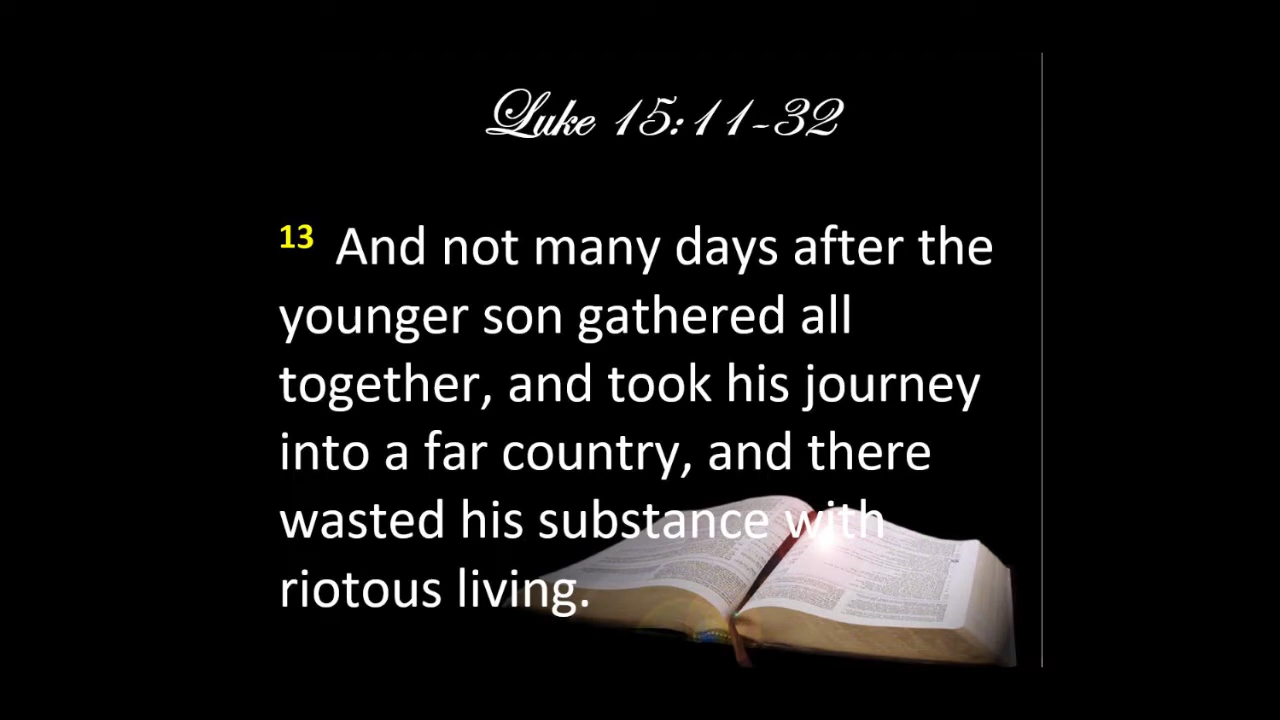 Luke 15:11-32
13 And not many days after the
younger son gathered all
together, and took his journey
into a far country, and there
wasted his substance with
riotous living.